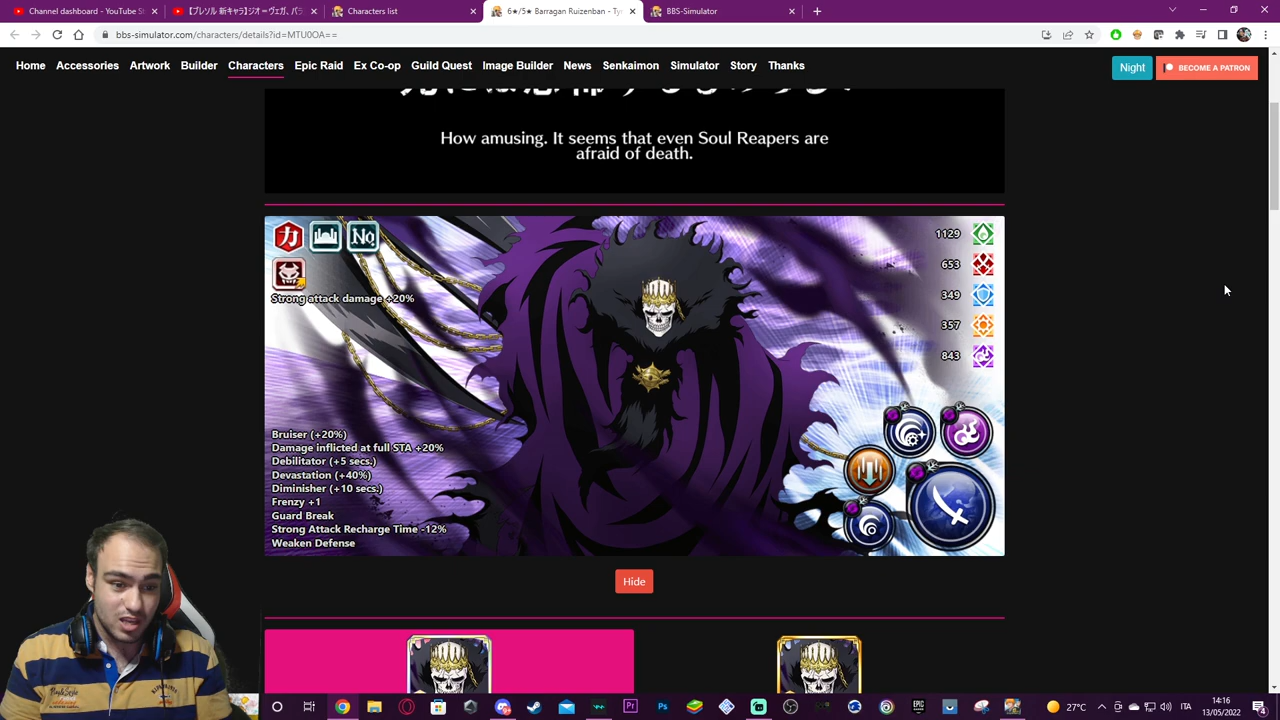 Channel dashboard - YouTube St
【ブレソル 新キャラ】ジオ=ヴェガ、バラ
Characters list
6★/5★ Barragan Ruizenban - Ty
BBS-Simulator
bbs-simulator.com/characters/details?id=MTU0OA==
Home Accessories Artwork Builder Characters Epic Raid Ex Co-op Guild Quest Image Builder News Senkaimon Simulator Story Thanks
Night
BECOME A PATRON
How amusing. It seems that even Soul Reapers are
afraid of death.
力
No
Strong attack damage +20%
1129
653
349
357
843
Bruiser (+20%)
Damage inflicted at full STA +20%
Debilitator (+5 secs.)
Devastation (+40%)
Diminisher (+10 secs.)
Frenzy +1
Guard Break
Strong Attack Recharge Time -12%
Weaken Defense
Hide
27°C
ITA
14:16
13/05/2022